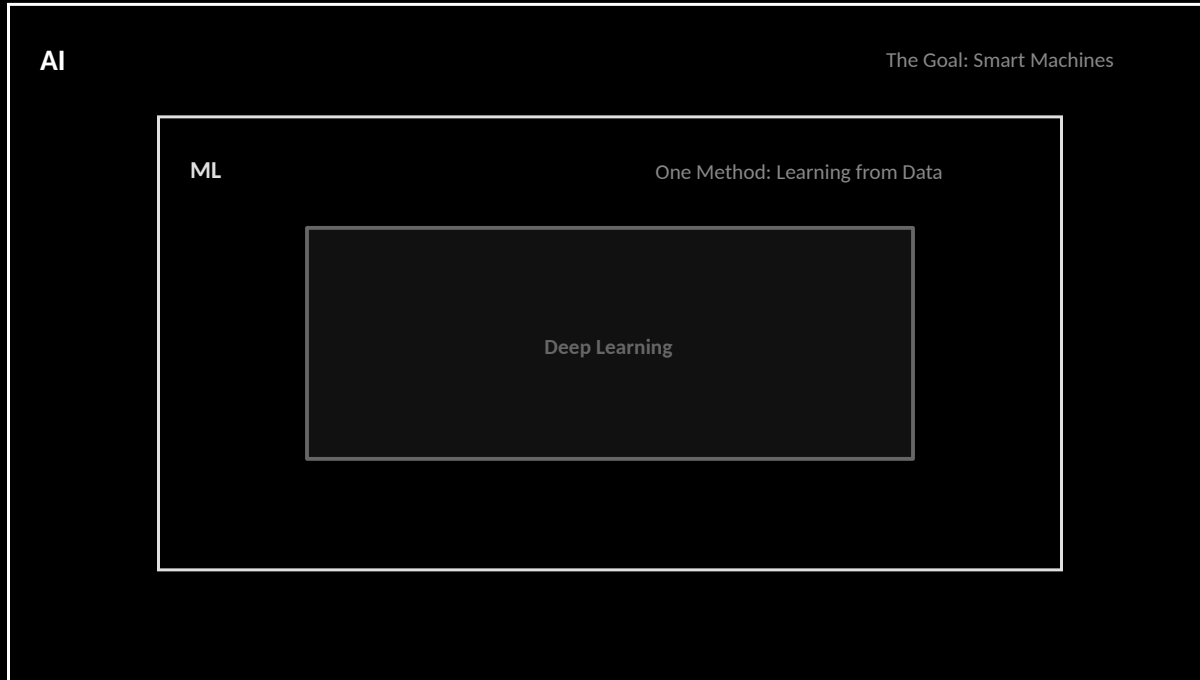 AI
The Goal: Smart Machines
ML
One Method: Learning from Data
Deep Learning